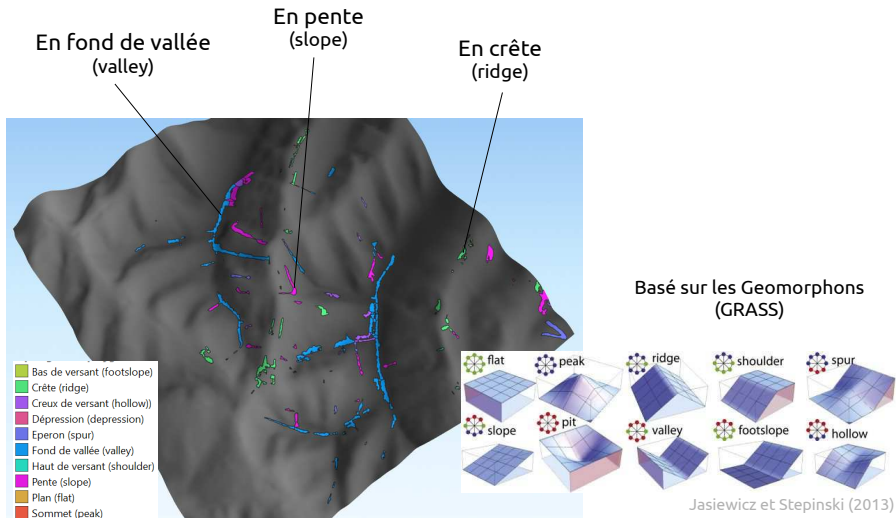 En fond de vallée
(valley)
En pente
(slope)
En crête
(ridge)
Basé sur les Geomorphons
(GRASS)
Bas de versant (footslope)
Crête (ridge)
Creux de versant (hollow))
Dépression (depression)
Eperon (spur)
Fond de vallée (valley)
Haut de versant (shoulder)
Pente (slope)
Plan (flat)
Sommet (peak)
flat
peak
ridge
shoulder
spur
slope
pit
valley
footslope
hollow
Jasiewicz et Stepinski (2013)